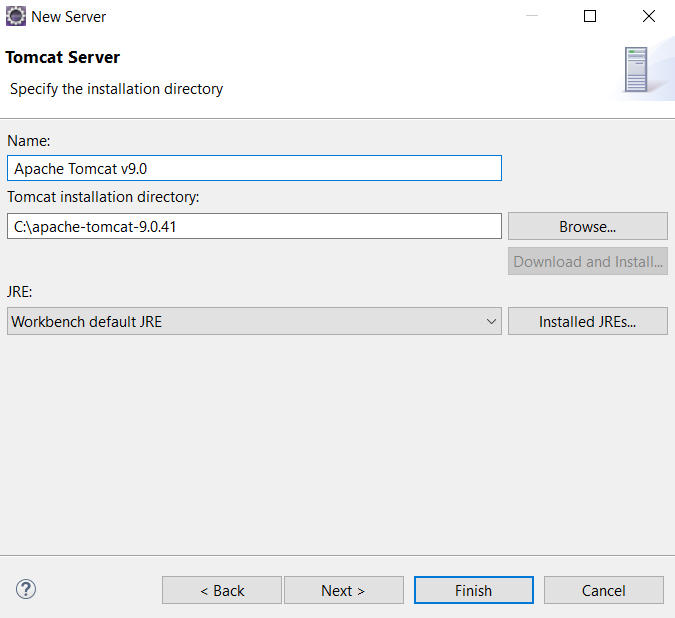 New Server
Tomcat Server
Specify the installation directory
Name:
Apache Tomcat v9.0
Tomcat installation directory:
C:\apache-tomcat-9.0.41
Browse...
Download and Install...
JRE:
Workbench default JRE
Installed JREs...
?
< Back
Next >
Finish
Cancel